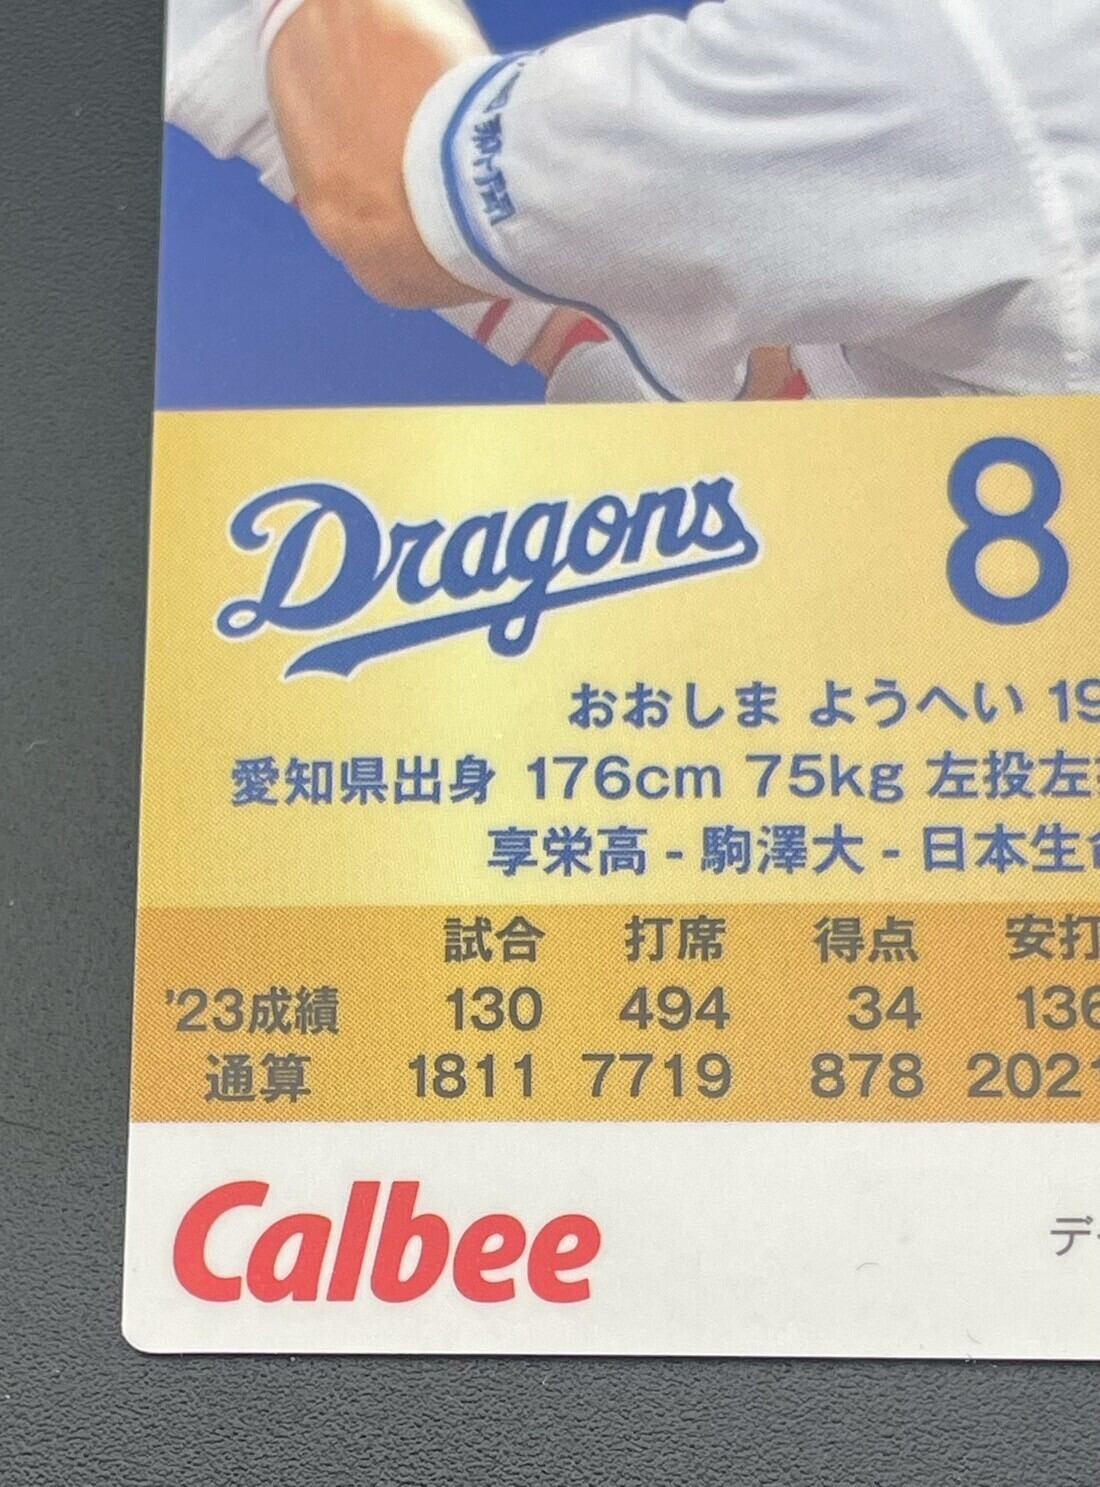 Dragons 8
おおしま ようへい 19
愛知県出身 176cm 75kg 左投左
享栄高 - 駒澤大 - 日本生命
試合 打席 得点 安打
'23成績 130 494 34 136
通算 1811 7719 878 2021
Calbee デ